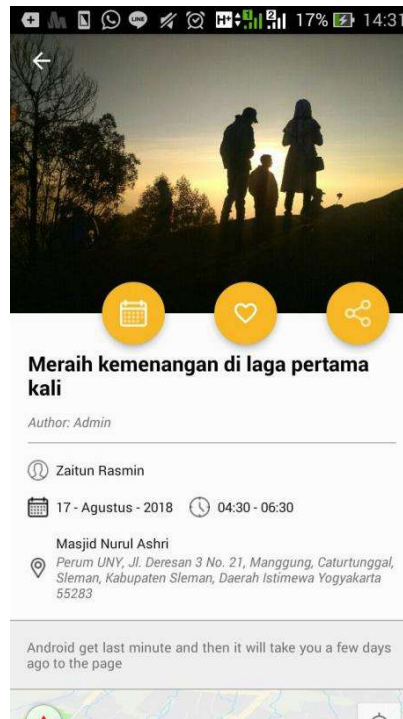 17% 14:31
Meraih kemenangan di laga pertama
kali
Author: Admin
Zaitun Rasmin
17 - Agustus - 2018 04:30 - 06:30
Masjid Nurul Ashri
Perum UNY, Jl. Deresan 3 No. 21, Manggung, Caturtunggal,
Sleman, Kabupaten Sleman, Daerah Istimewa Yogyakarta
55283
Android get last minute and then it will take you a few days
ago to the page